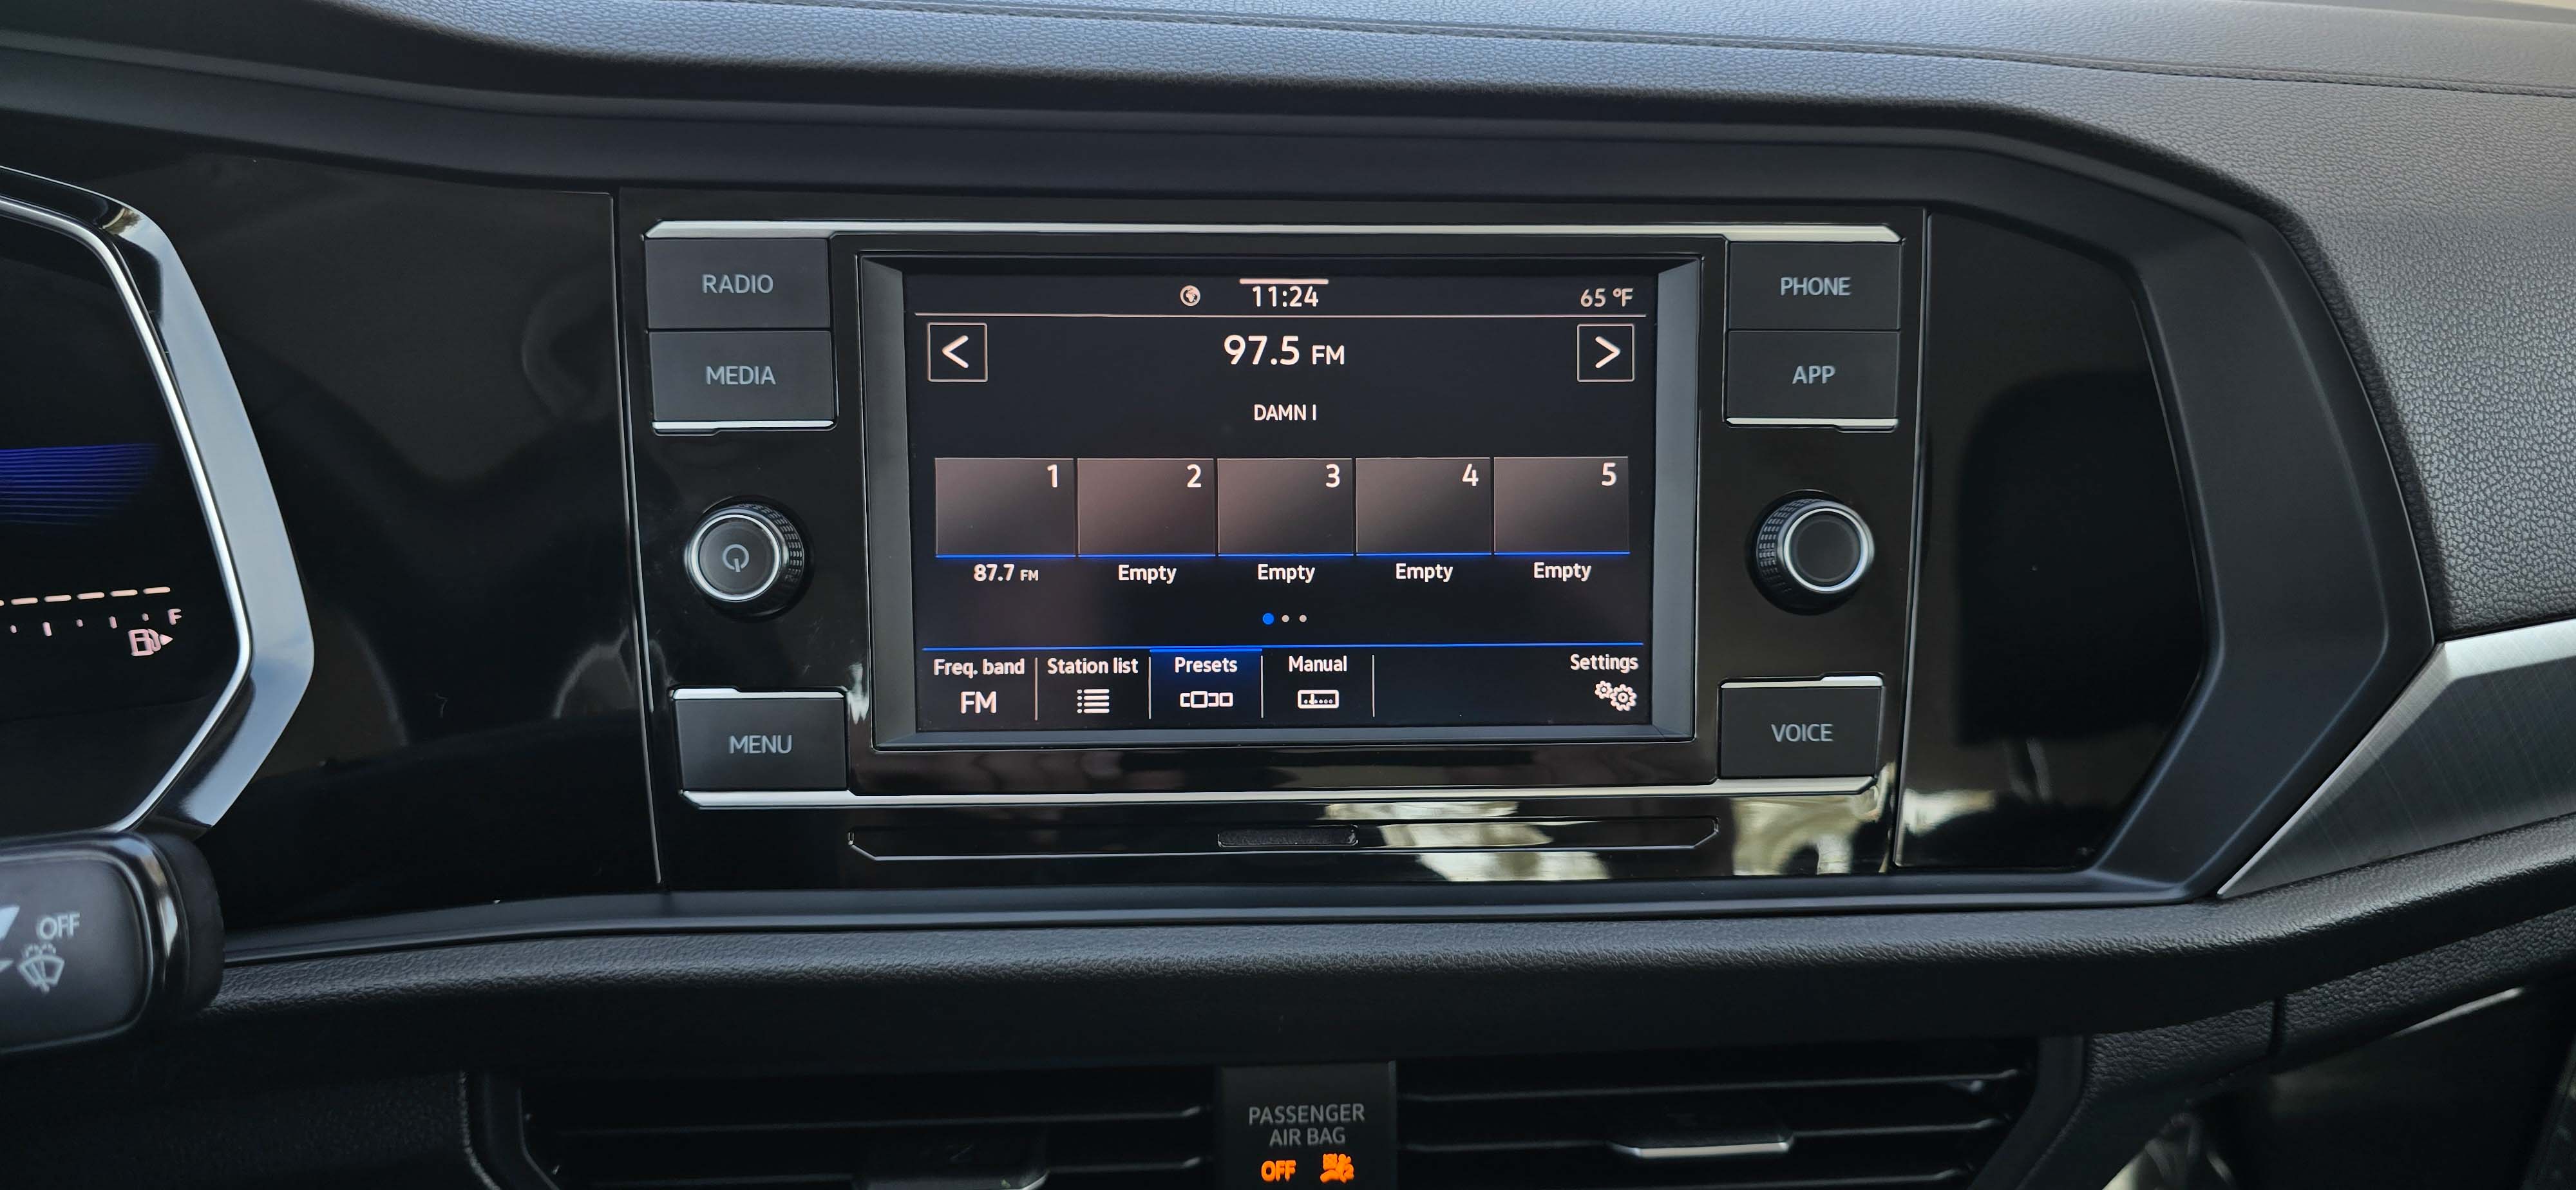 RADIO
MEDIA
MENU
PHONE
APP
VOICE
11:24
65 °F
<
97.5 FM
>
DAMN I
1 2 3 4 5
87.7 FM Empty Empty Empty Empty
Freq. band Station list Presets Manual Settings
FM
F
OFF
PASSENGER
AIR BAG
OFF